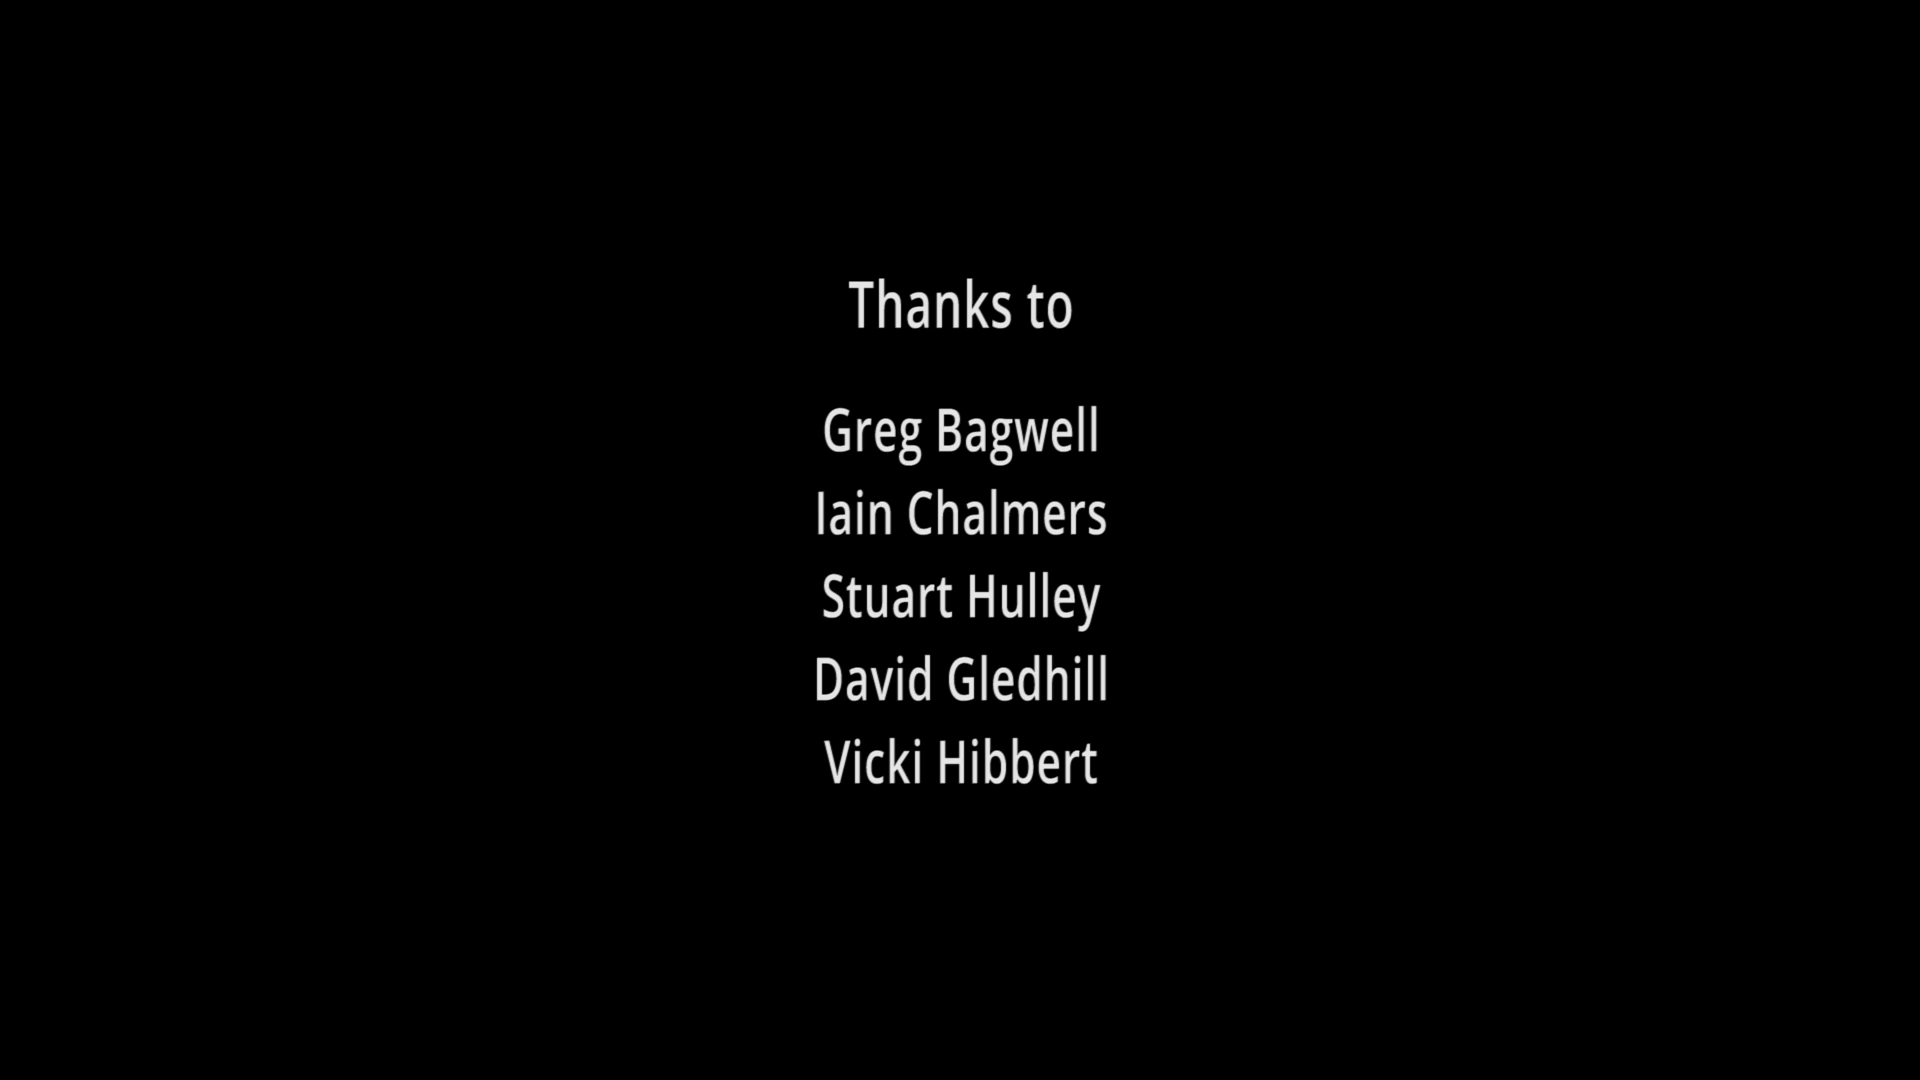 Thanks to
Greg Bagwell
Iain Chalmers
Stuart Hulley
David Gledhill
Vicki Hibbert